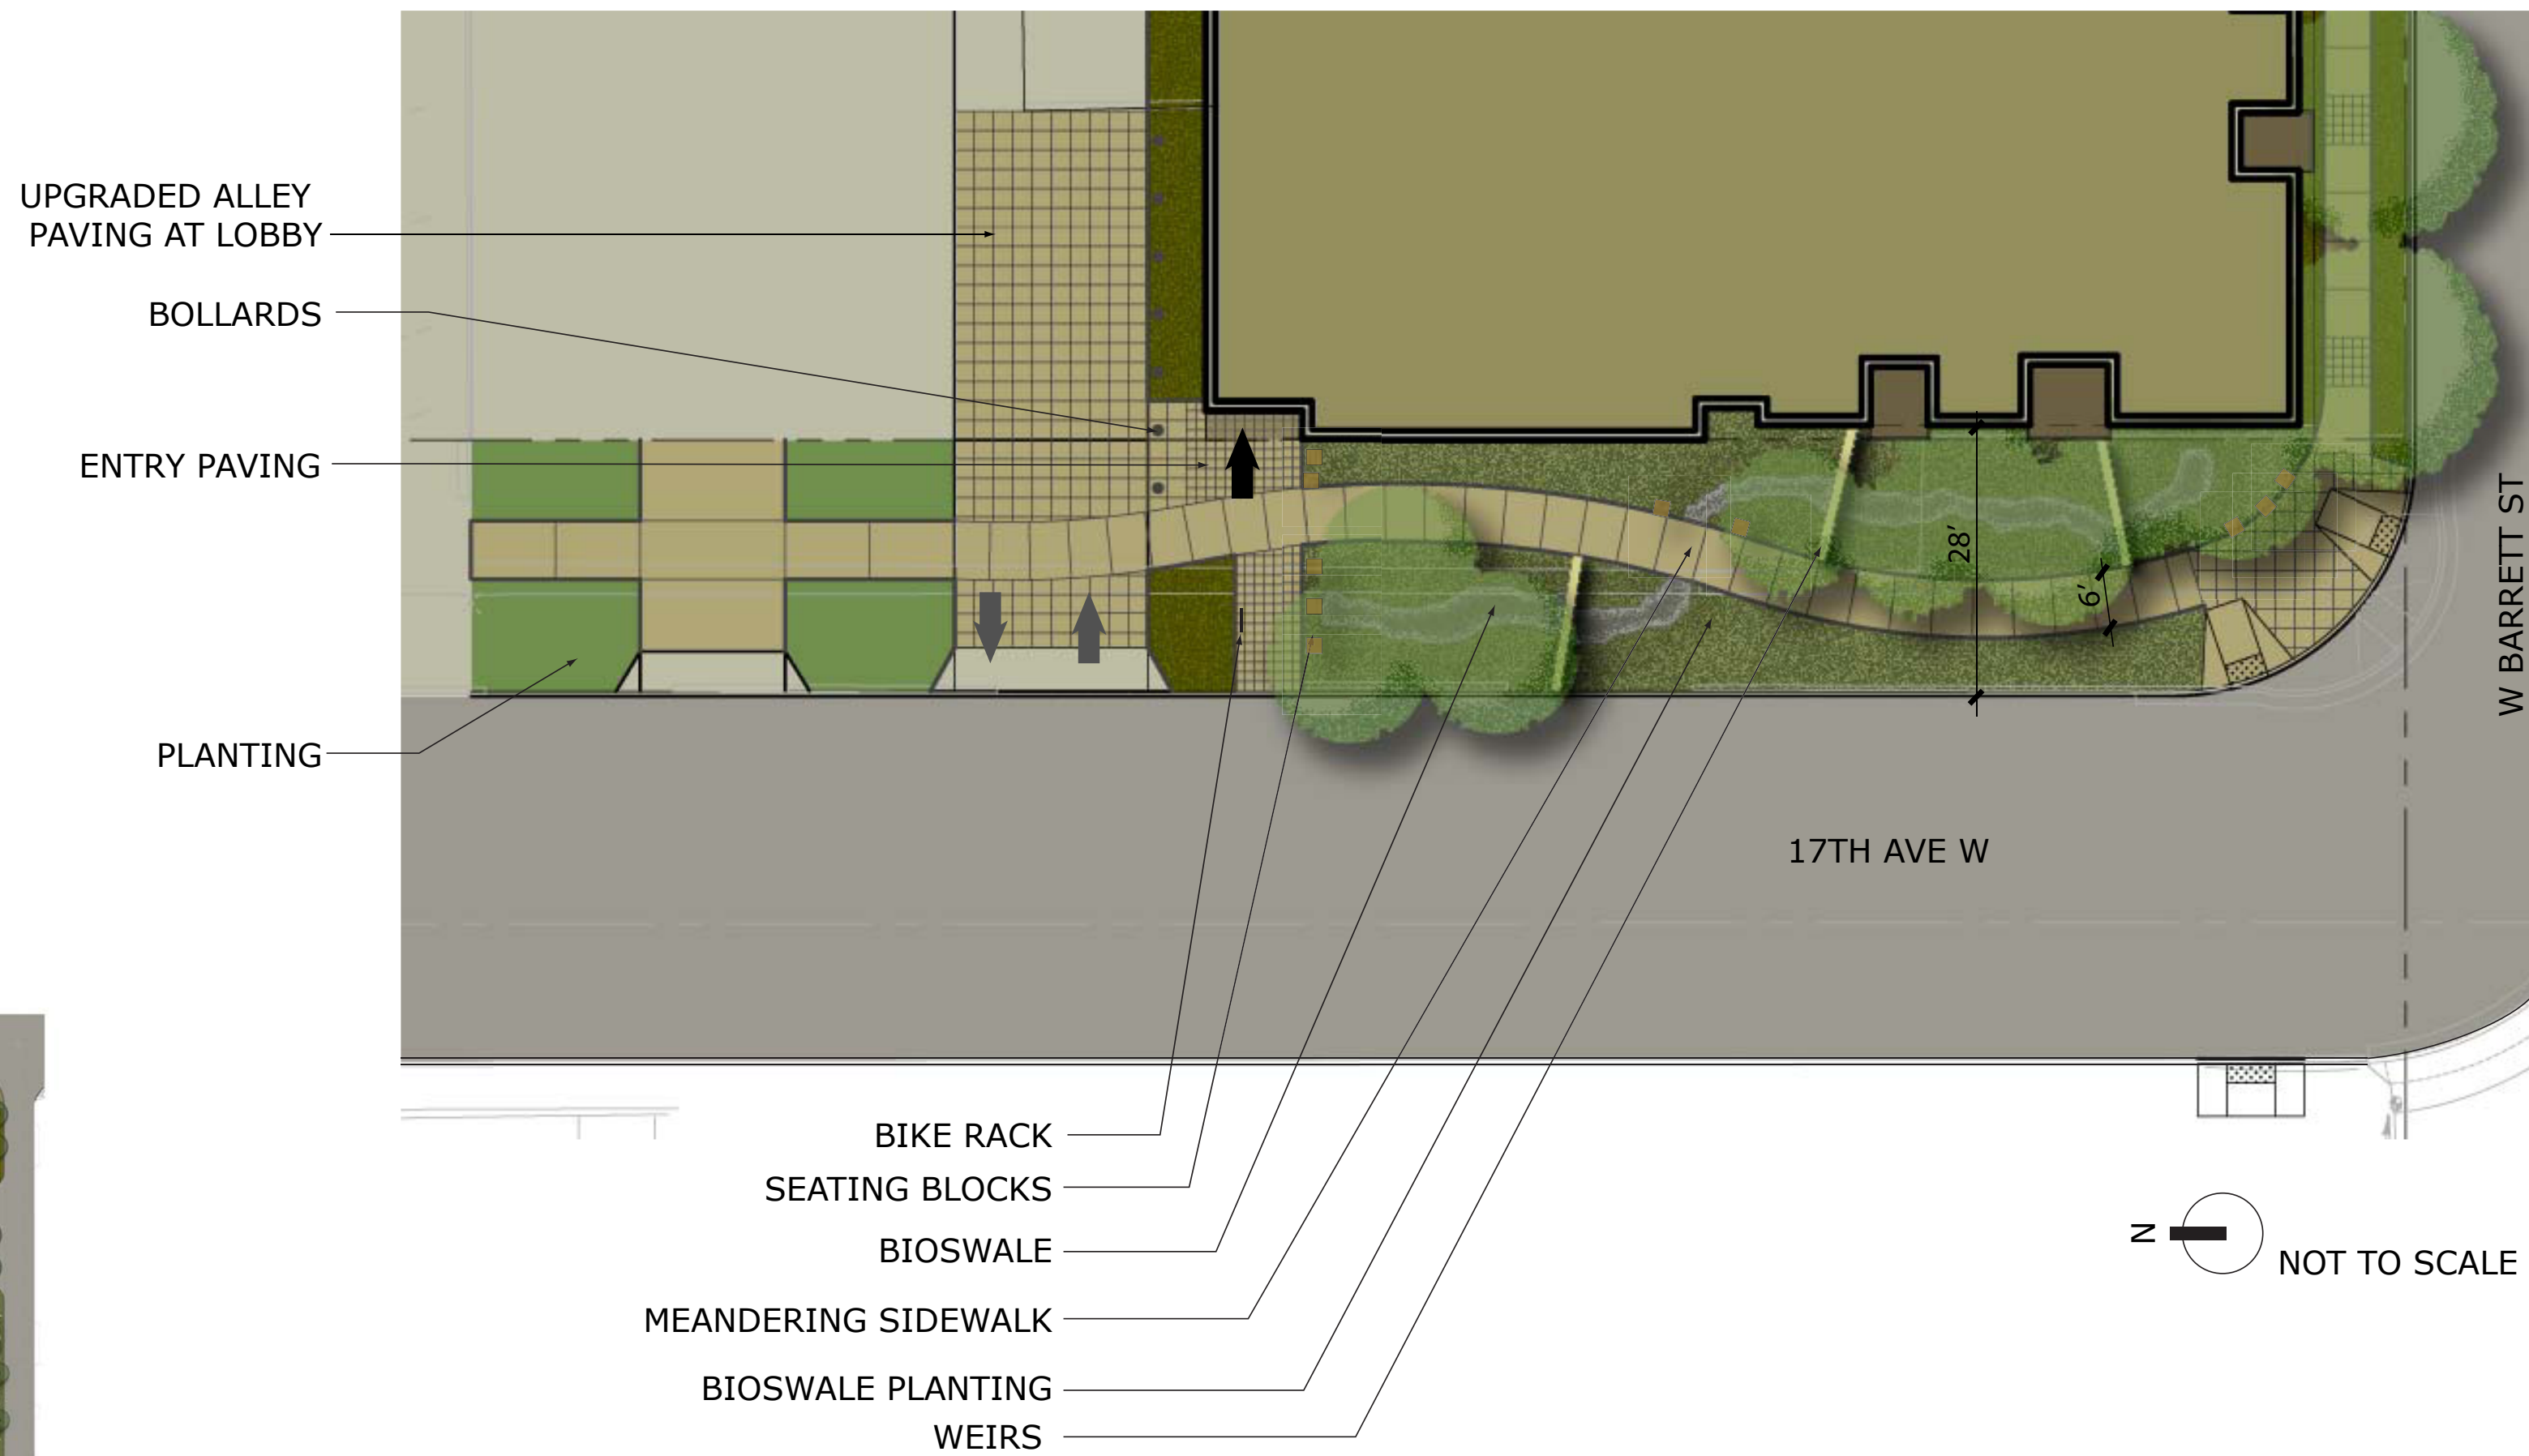 UPGRADED ALLEY
PAVING AT LOBBY
BOLLARDS
ENTRY PAVING
PLANTING
28'
6'
W BARRETT ST
17TH AVE W
BIKE RACK
SEATING BLOCKS
BIOSWALE
MEANDERING SIDEWALK
BIOSWALE PLANTING
WEIRS
N
NOT TO SCALE